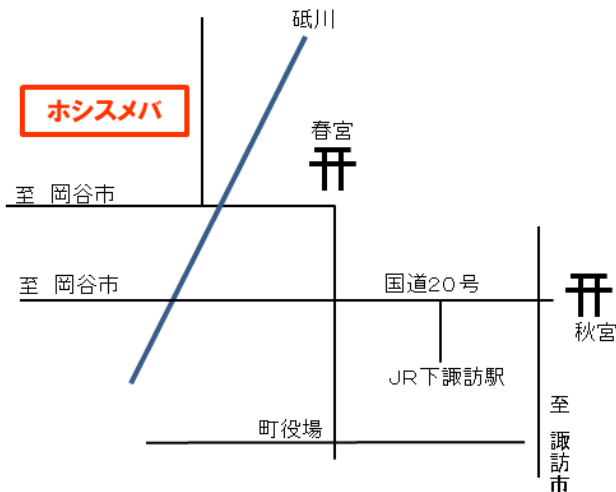 砥川
ホシスメバ
春宮
至 岡谷市
至 岡谷市
国道20号
秋宮
JR下諏訪駅
至 諏訪市
町役場